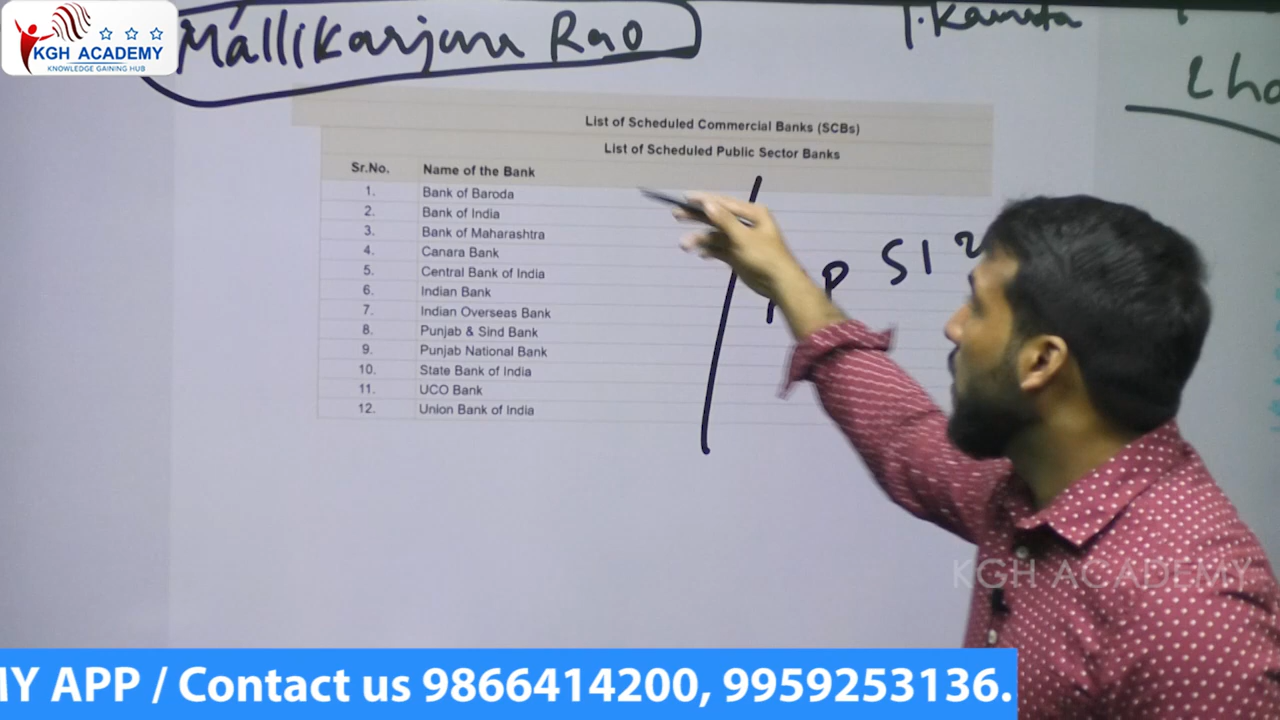 KGH ACADEMY
KNOWLEDGE GAINING HUB
Mallikarjuna Rao
List of Scheduled Commercial Banks (SCBs)
List of Scheduled Public Sector Banks
Sr.No. Name of the Bank
1. Bank of Baroda
2. Bank of India
3. Bank of Maharashtra
4. Canara Bank
5. Central Bank of India
6. Indian Bank
7. Indian Overseas Bank
8. Punjab & Sind Bank
9. Punjab National Bank
10. State Bank of India
11. UCO Bank
12. Union Bank of India
P S1
KGH ACADEMY
MY APP / Contact us 9866414200, 9959253136.